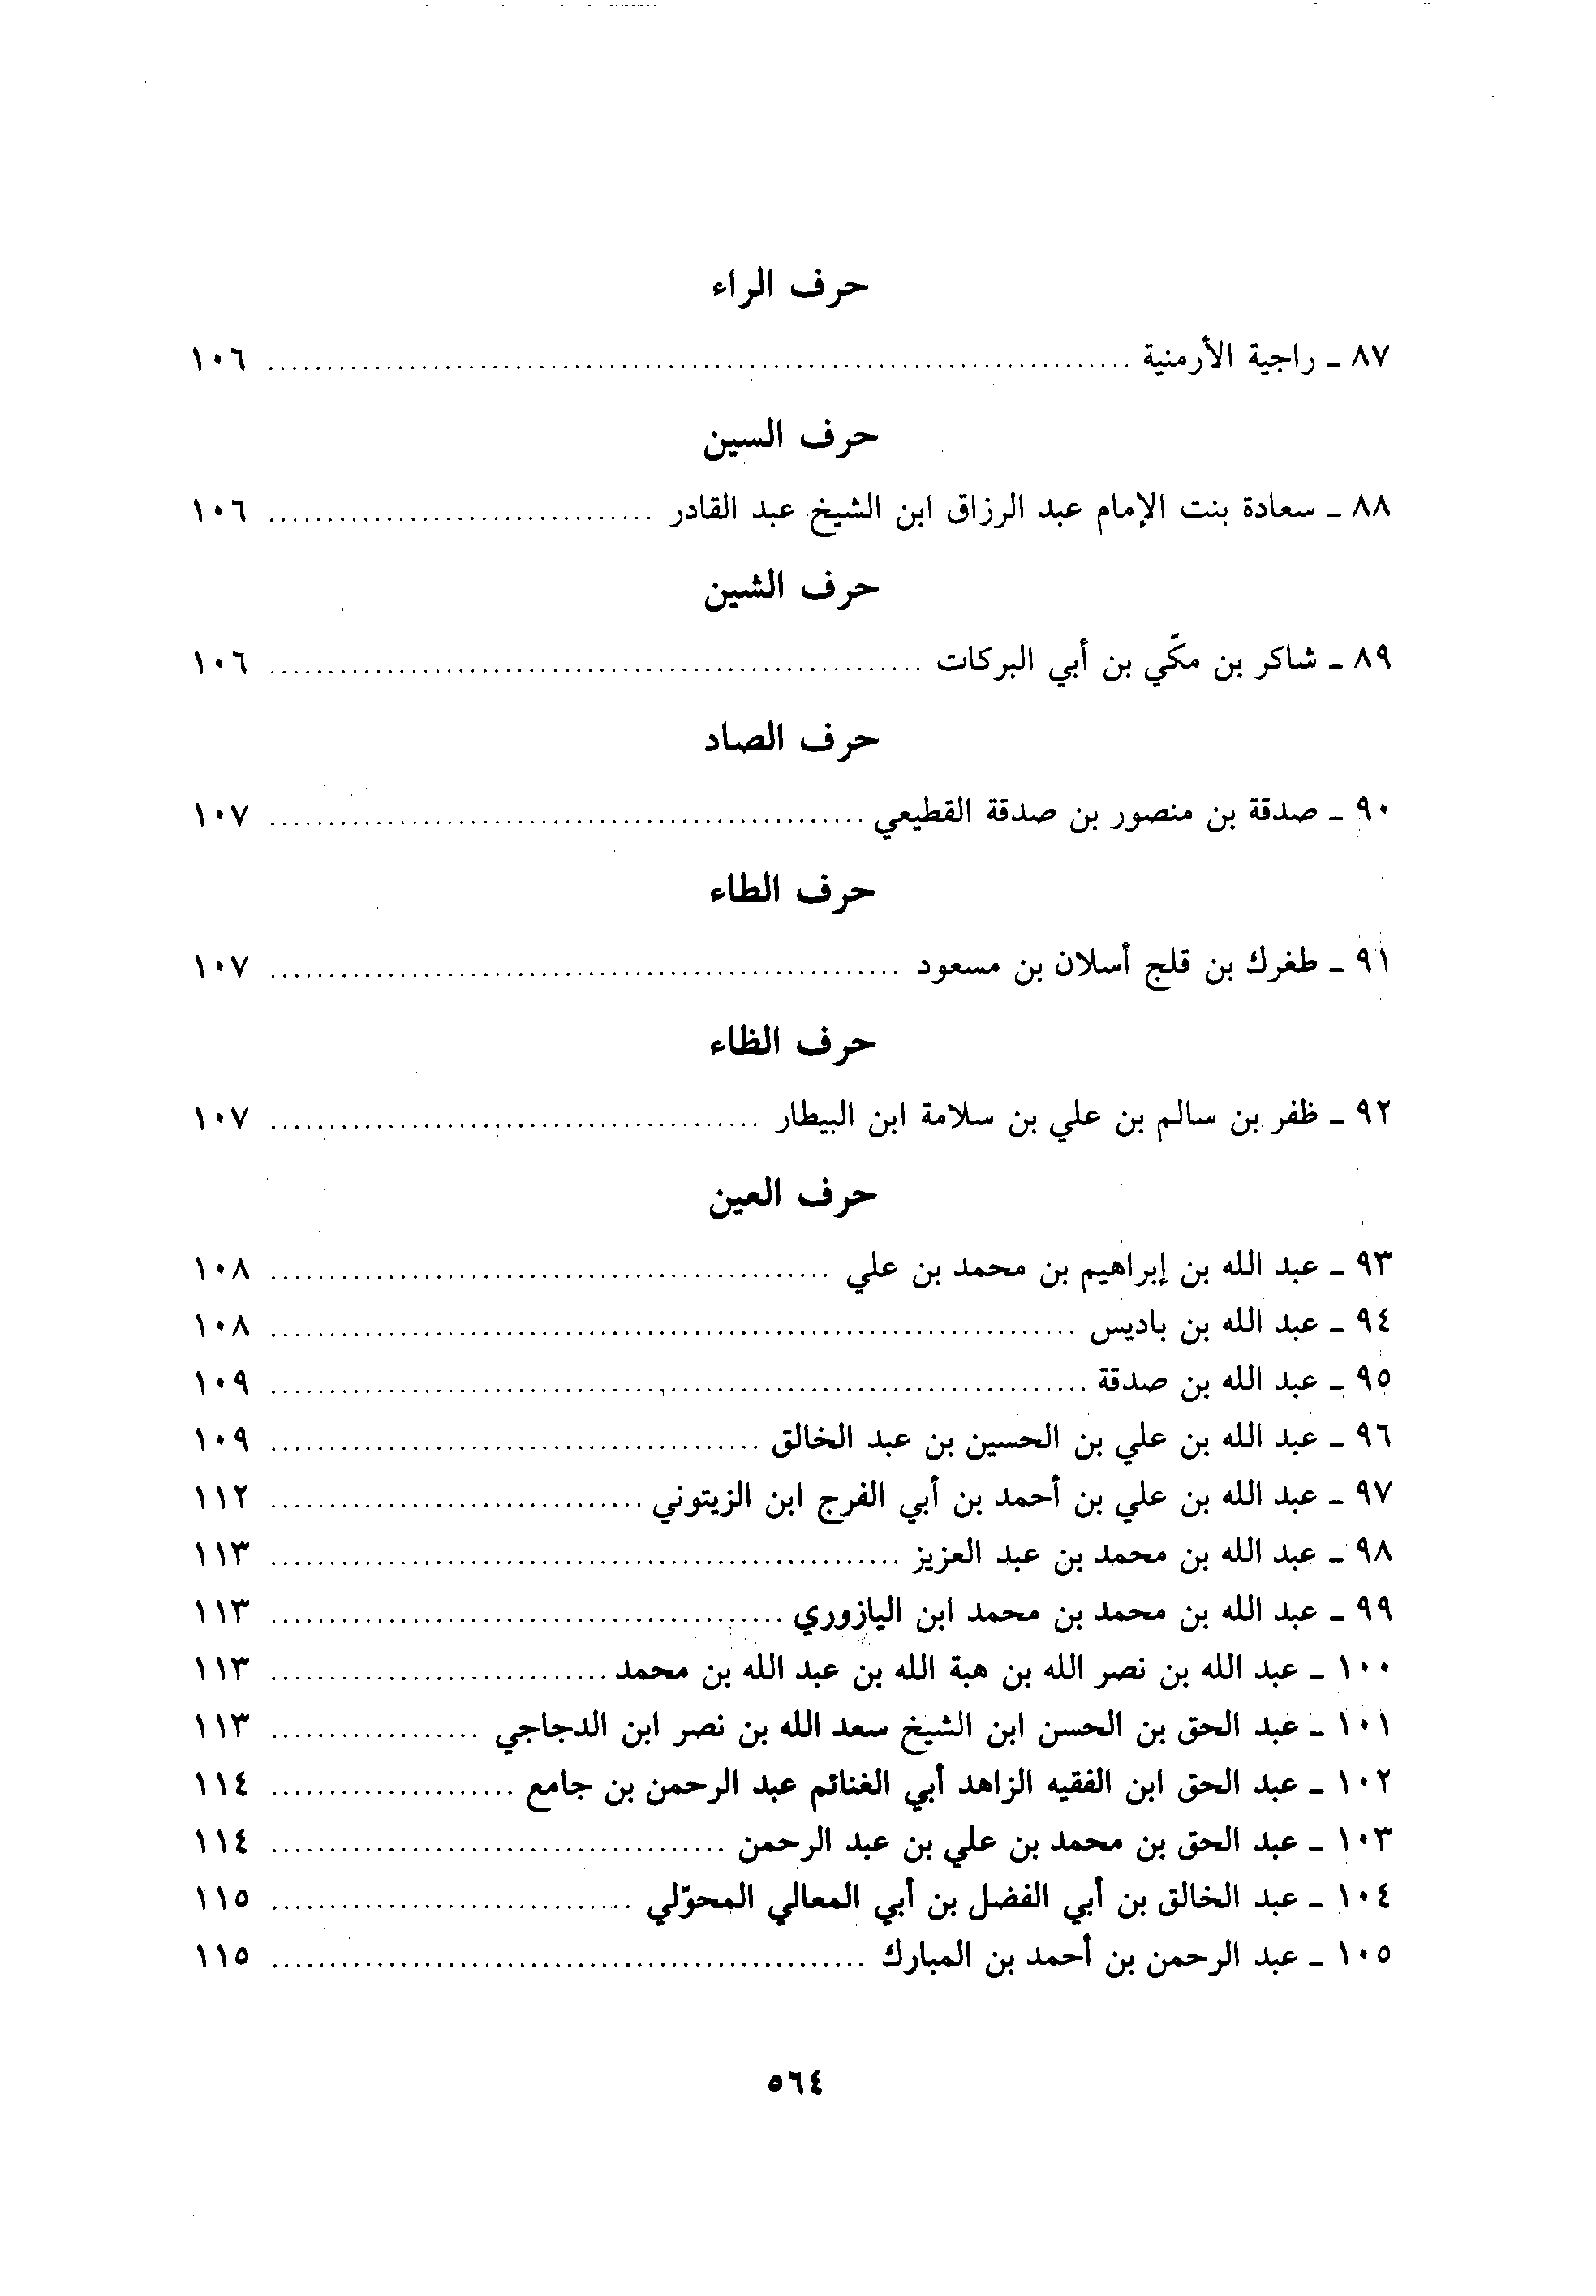 حرف الراء
٨٧ ـ راجية الأرمنية ........ ١٠٦
حرف السين
٨٨ ـ سعادة بنت الإمام عبد الرزاق ابن الشيخ عبد القادر ........ ١٠٦
حرف الشين
٨٩ ـ شاكر بن مكّي بن أبي البركات ........ ١٠٦
حرف الصاد
٩٠ ـ صدقة بن منصور بن صدقة القطيعي ........ ١٠٧
حرف الطاء
٩١ ـ طغرك بن قلج أسلان بن مسعود ........ ١٠٧
حرف الظاء
٩٢ ـ ظفر بن سالم بن علي بن سلامة ابن البيطار ........ ١٠٧
حرف العين
٩٣ ـ عبد الله بن إبراهيم بن محمد بن علي ........ ١٠٨
٩٤ ـ عبد الله بن باديس ........ ١٠٨
٩٥ ـ عبد الله بن صدقة ........ ١٠٩
٩٦ ـ عبد الله بن علي بن الحسين بن عبد الخالق ........ ١٠٩
٩٧ ـ عبد الله بن علي بن أحمد بن أبي الفرج ابن الزيتوني ........ ١١٢
٩٨ ـ عبد الله بن محمد بن عبد العزيز ........ ١١٣
٩٩ ـ عبد الله بن محمد بن محمد ابن اليازوري ........ ١١٣
١٠٠ ـ عبد الله بن نصر الله بن هبة الله بن عبد الله بن محمد ........ ١١٣
١٠١ ـ عبد الحق بن الحسن ابن الشيخ سعد الله بن نصر ابن الدجاجي ........ ١١٣
١٠٢ ـ عبد الحق ابن الفقيه الزاهد أبي الغنائم عبد الرحمن بن جامع ........ ١١٤
١٠٣ ـ عبد الحق بن محمد بن علي بن عبد الرحمن ........ ١١٤
١٠٤ ـ عبد الخالق بن أبي الفضل بن أبي المعالي المحوّلي ........ ١١٥
١٠٥ ـ عبد الرحمن بن أحمد بن المبارك ........ ١١٥
٥٦٤